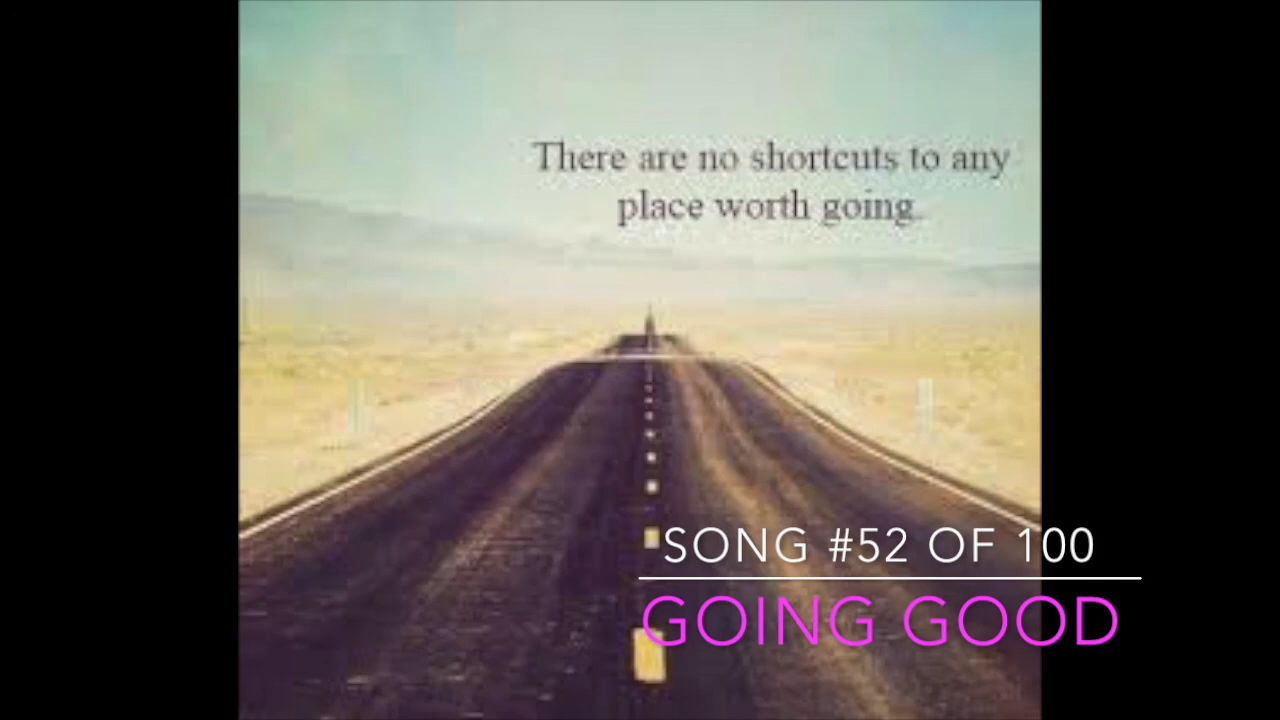 There are no shortcuts to any
place worth going.
SONG #52 OF 100
GOING GOOD